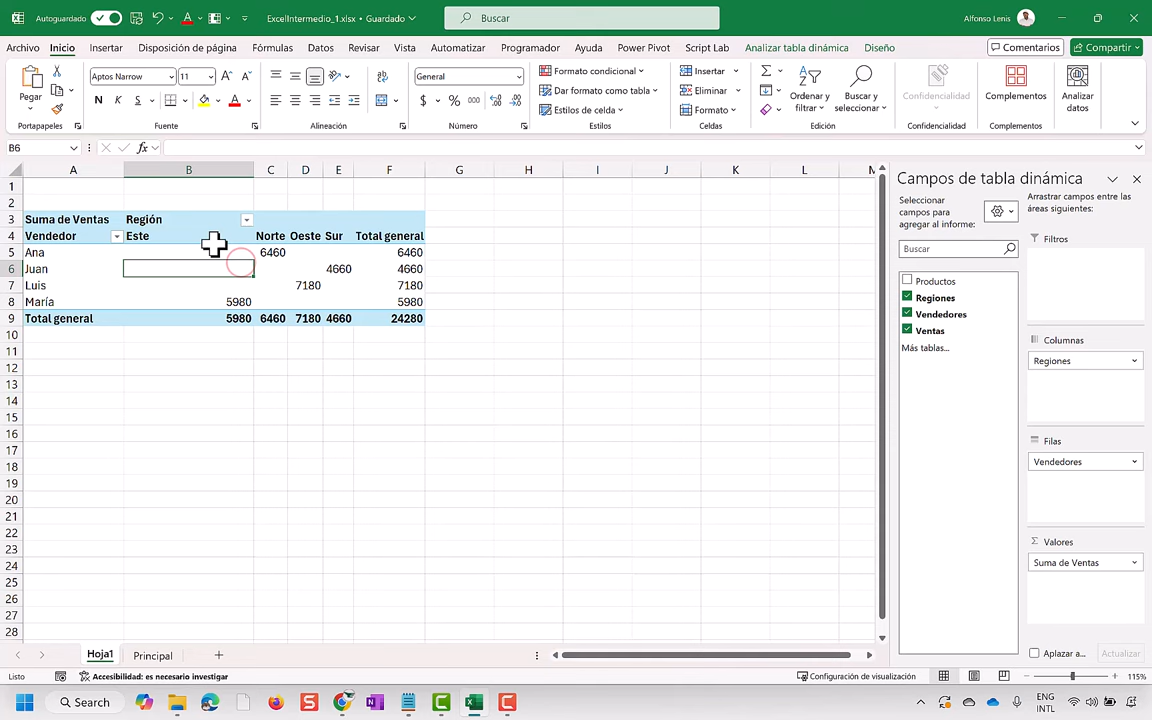 Autoguardado
ExcelIntermedio_1.xlsx • Guardado
Buscar
Alfonso Lenis
Archivo Inicio Insertar Disposición de página Fórmulas Datos Revisar Vista Automatizar Programador Ayuda Power Pivot Script Lab Analizar tabla dinámica Diseño Comentarios Compartir
Pegar
Portapapeles
Aptos Narrow 11
N K S
Fuente
Alineación
General
$ % 000
Número
Formato condicional
Dar formato como tabla
Estilos de celda
Estilos
Insertar
Eliminar
Formato
Celdas
Ordenar y filtrar
Buscar y seleccionar
Edición
Confidencialidad
Confidencialidad
Complementos
Complementos
Analizar datos
B6 fx
A B C D E F G H I J K L M
1
2
3 Suma de Ventas Región
4 Vendedor Este Norte Oeste Sur Total general
5 Ana 6460 6460
6 Juan 4660 4660
7 Luis 7180 7180
8 María 5980 5980
9 Total general 5980 6460 7180 4660 24280
10
11
12
13
14
15
16
17
18
19
20
21
22
23
24
25
26
27
28
Campos de tabla dinámica
Seleccionar campos para agregar al informe:
Buscar
Productos
Regiones
Vendedores
Ventas
Más tablas...
Arrastrar campos entre las áreas siguientes:
Filtros
Columnas
Regiones
Filas
Vendedores
Σ Valores
Suma de Ventas
Aplazar a...
Actualizar
Hoja1 Principal
Listo
Accesibilidad: es necesario investigar
Configuración de visualización
115%
Search
ENG
INTL